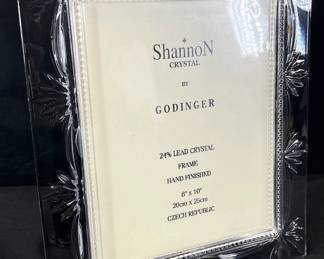 ShannoN
CRYSTAL
BY
GODINGER
24% LEAD CRYSTAL
FRAME
HAND FINISHED
8" x 10"
20cm x 25cm
CZECH REPUBLIC